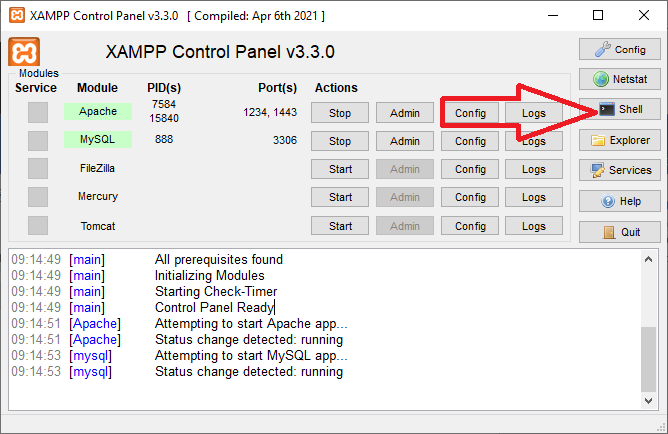 XAMPP Control Panel v3.3.0 [ Compiled: Apr 6th 2021 ]
XAMPP Control Panel v3.3.0
Config
Modules
Service Module PID(s) Port(s) Actions
Netstat
Apache 7584 15840 1234, 1443 Stop Admin Config Logs
Shell
MySQL 888 3306 Stop Admin Config Logs
Explorer
FileZilla Start Admin Config Logs
Services
Mercury Start Admin Config Logs
Help
Tomcat Start Admin Config Logs
Quit
09:14:49 [main] All prerequisites found
09:14:49 [main] Initializing Modules
09:14:49 [main] Starting Check-Timer
09:14:49 [main] Control Panel Ready
09:14:51 [Apache] Attempting to start Apache app...
09:14:51 [Apache] Status change detected: running
09:14:53 [mysql] Attempting to start MySQL app...
09:14:53 [mysql] Status change detected: running